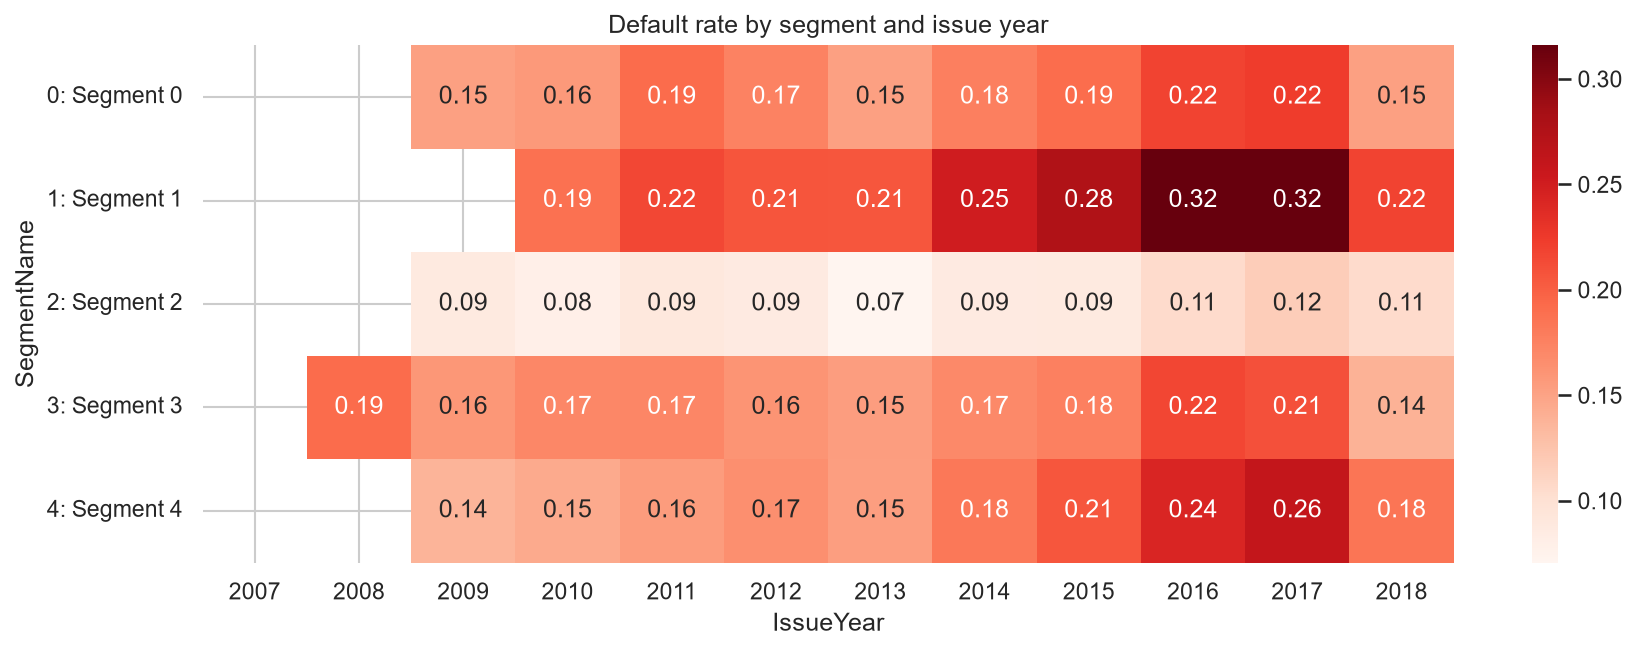 Default rate by segment and issue year
SegmentName
0: Segment 0 0.15 0.16 0.19 0.17 0.15 0.18 0.19 0.22 0.22 0.15
1: Segment 1 0.19 0.22 0.21 0.21 0.25 0.28 0.32 0.32 0.22
2: Segment 2 0.09 0.08 0.09 0.09 0.07 0.09 0.09 0.11 0.12 0.11
3: Segment 3 0.19 0.16 0.17 0.17 0.16 0.15 0.17 0.18 0.22 0.21 0.14
4: Segment 4 0.14 0.15 0.16 0.17 0.15 0.18 0.21 0.24 0.26 0.18
2007 2008 2009 2010 2011 2012 2013 2014 2015 2016 2017 2018
IssueYear
0.30
0.25
0.20
0.15
0.10